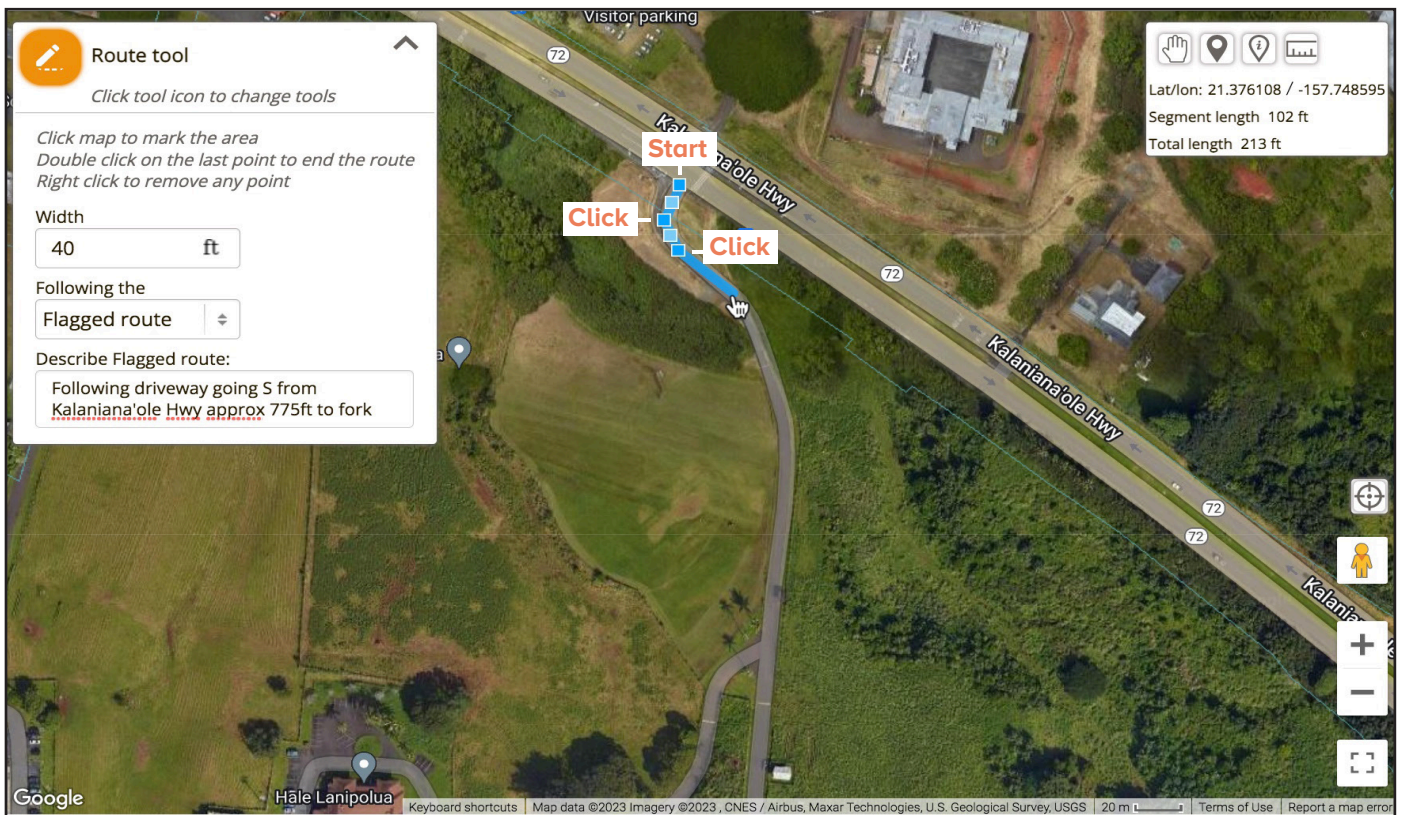 Visitor parking
Route tool
Click tool icon to change tools
Click map to mark the area
Double click on the last point to end the route
Right click to remove any point
Width
40 ft
Following the
Flagged route
Describe Flagged route:
Following driveway going S from
Kalaniana'ole Hwy approx 775ft to fork
Lat/lon: 21.376108 / -157.748595
Segment length 102 ft
Total length 213 ft
72
72
Kalaniana'ole Hwy
Start
Click
Click
72
Kalaniana'ole Hwy
72
72
Google
Hāle Lanipolua
Keyboard shortcuts
Map data ©2023 Imagery ©2023 , CNES / Airbus, Maxar Technologies, U.S. Geological Survey, USGS
20 m
Terms of Use
Report a map error